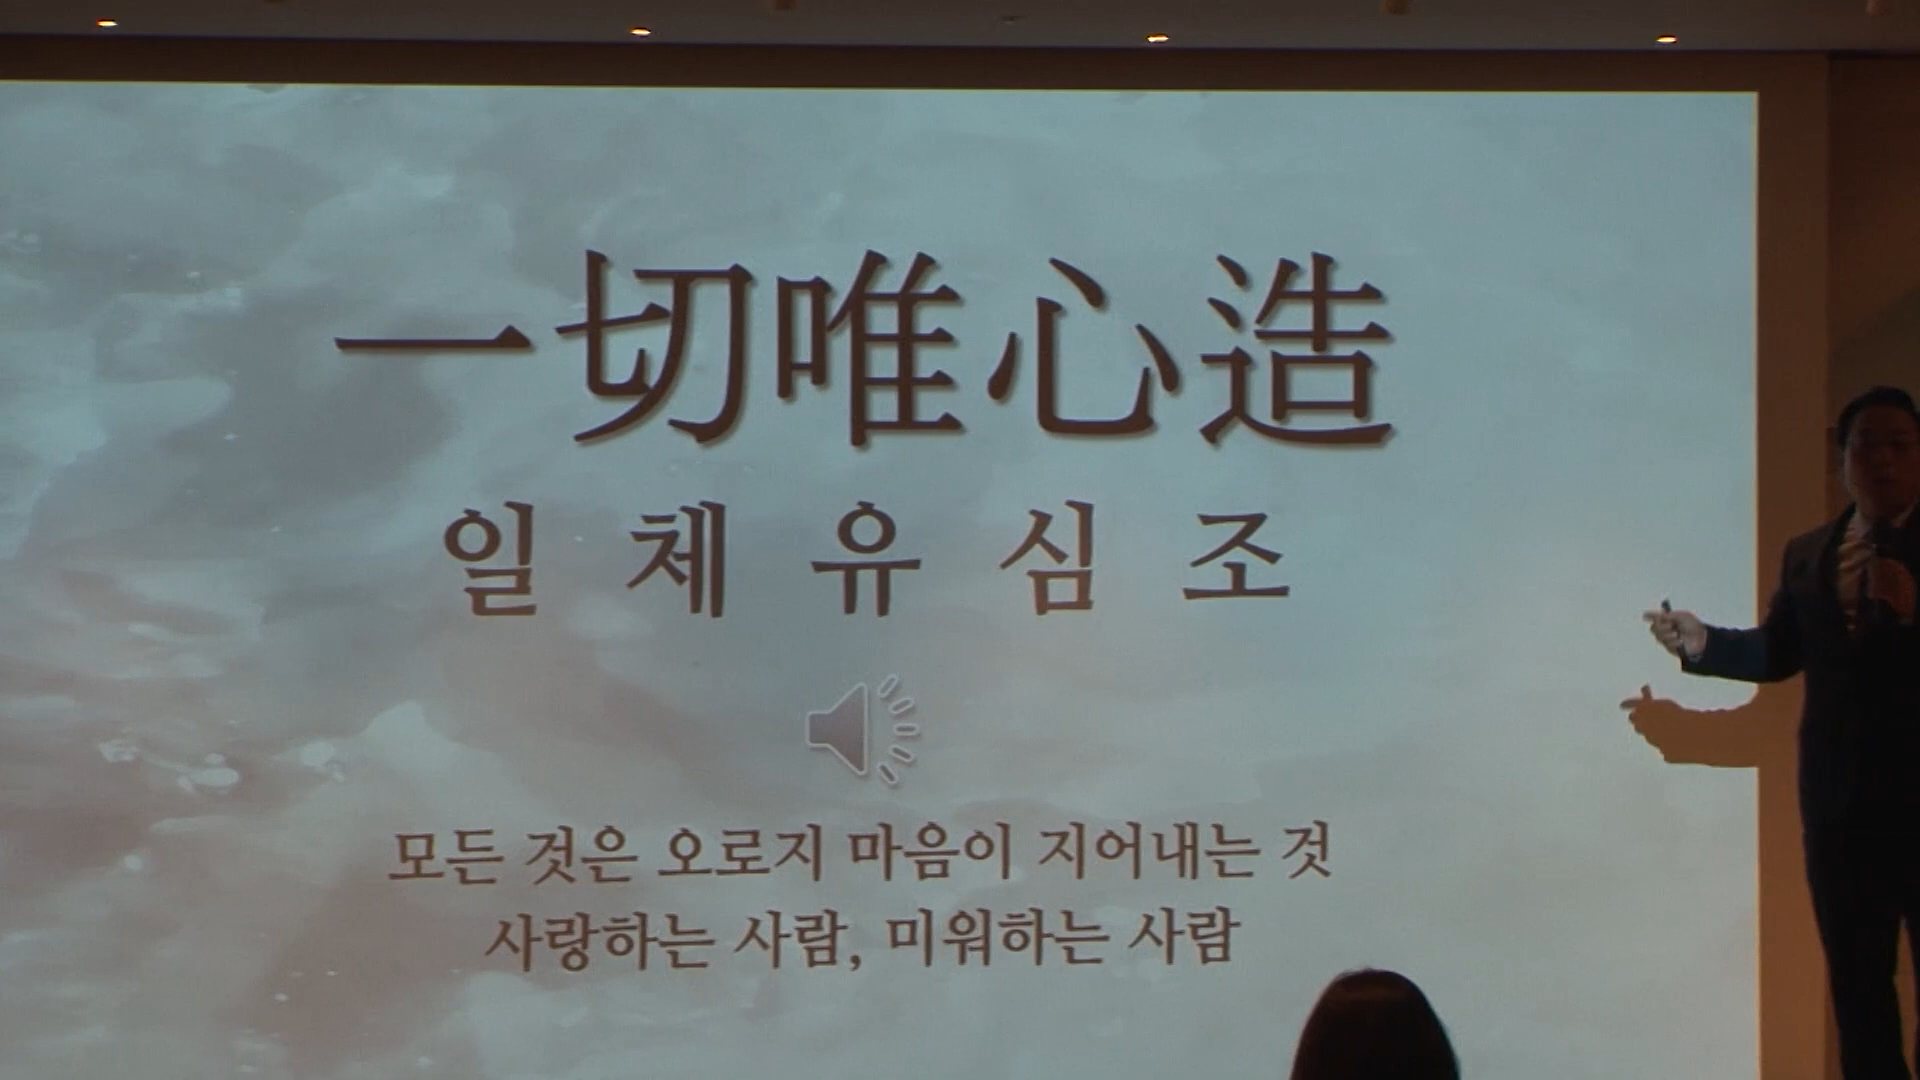 一切唯心造
일 체 유 심 조
모든 것은 오로지 마음이 지어내는 것
사랑하는 사람, 미워하는 사람